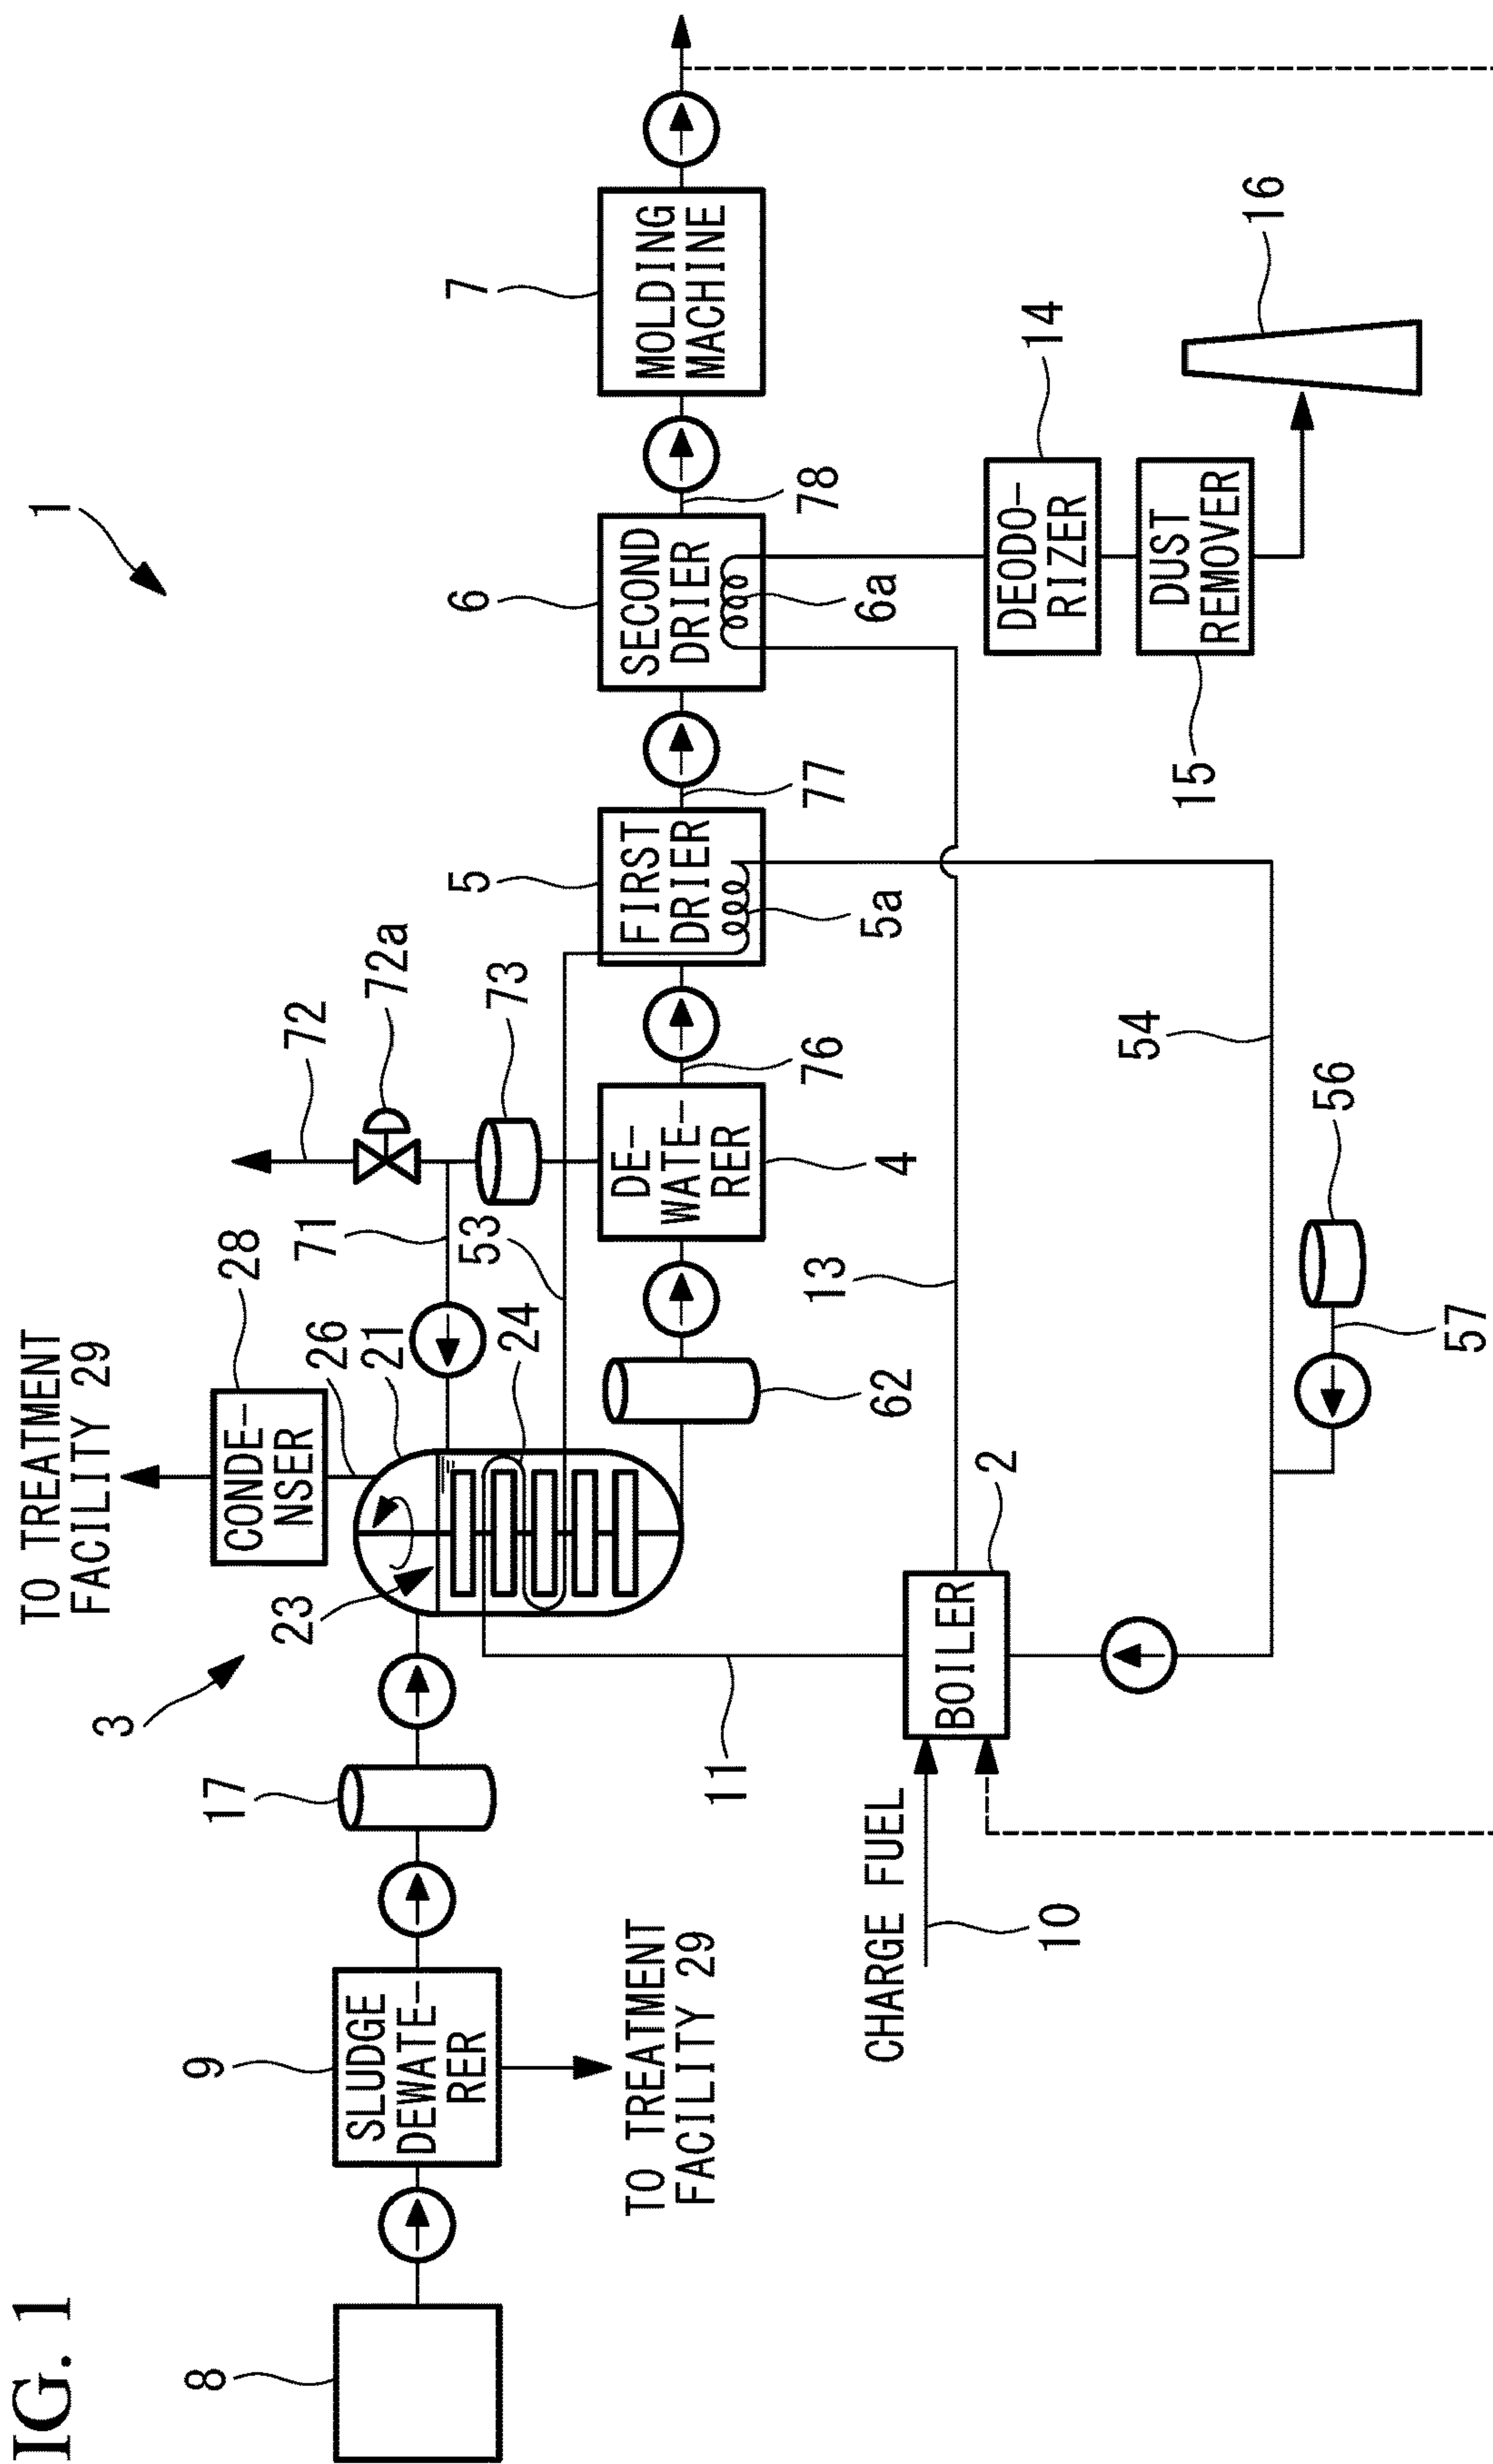 IG. 1
1
3
TO TREATMENT
FACILITY 29
CONDE-
NSER
28
26
21
23
71
72
72a
73
53
24
8
9
SLUDGE
DEWATE-
RER
17
62
DE-
WATE-
RER
4
76
5
FIRST
DRIER
5a
77
6
SECOND
DRIER
6a
78
7
MOLDING
MACHINE
TO TREATMENT
FACILITY 29
11
13
CHARGE FUEL
10
BOILER
2
54
56
57
DEODO-
RIZER
14
DUST
REMOVER
15
16